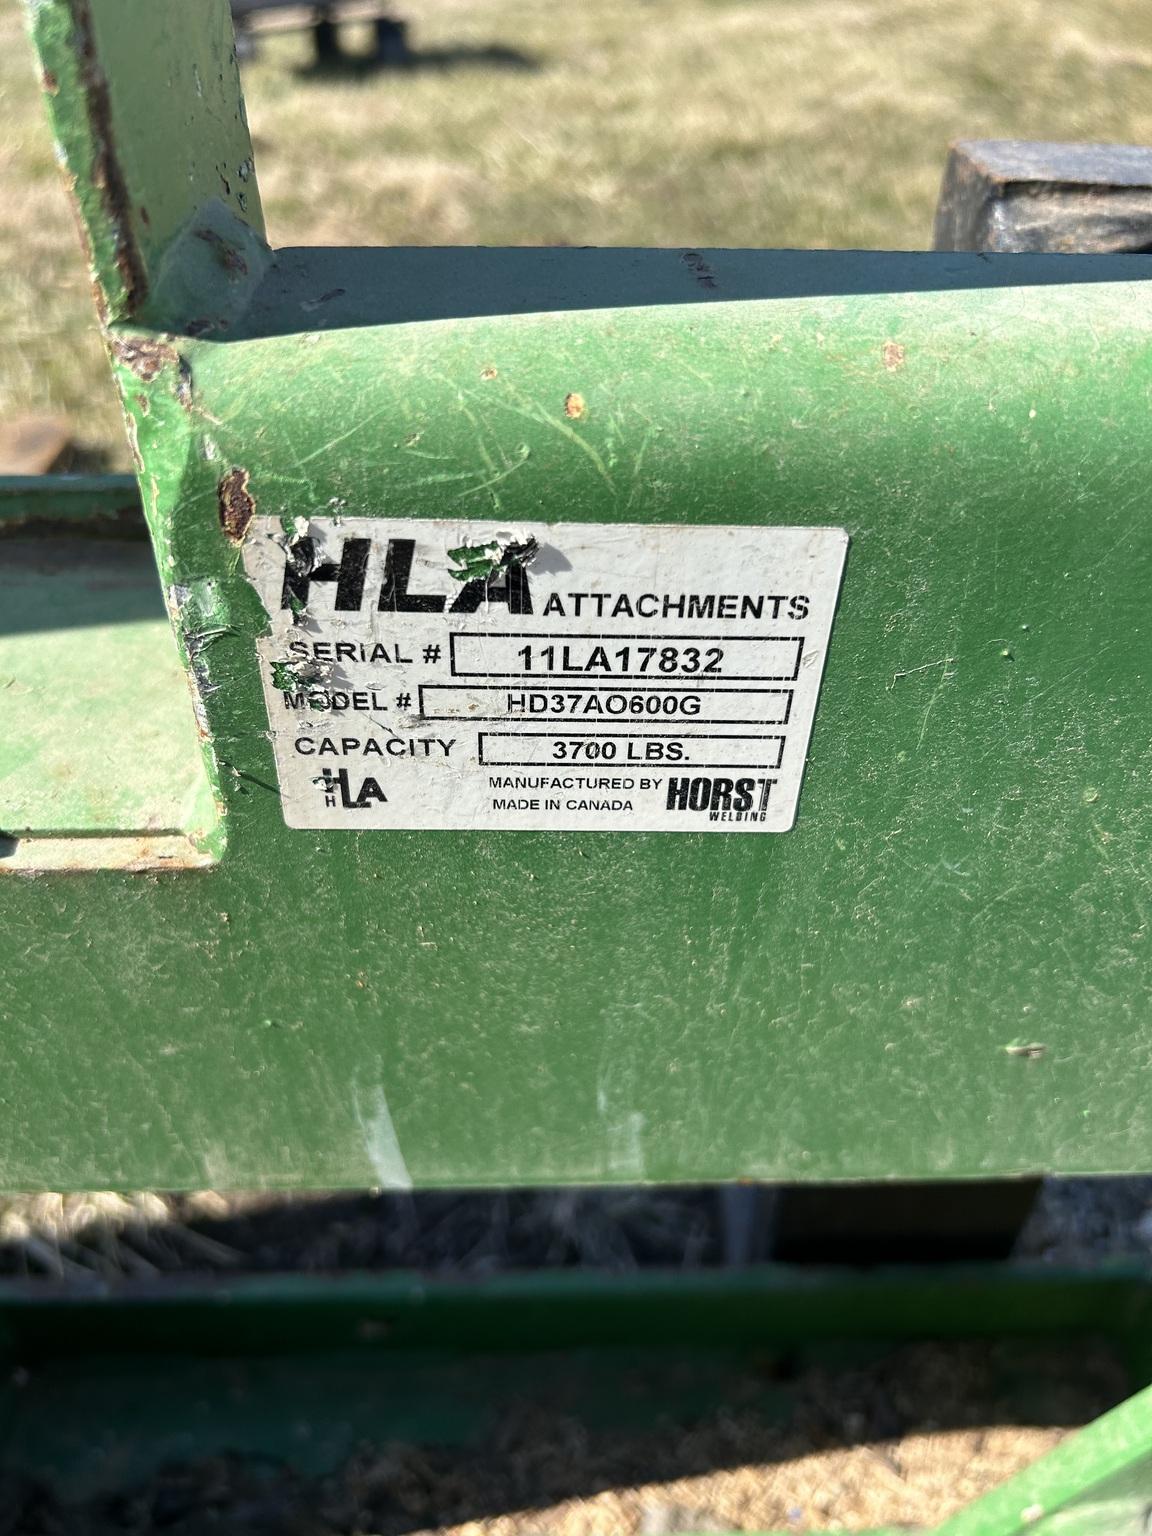 HLA ATTACHMENTS
SERIAL # 11LA17832
MODEL # HD37AO600G
CAPACITY 3700 LBS.
HLA MANUFACTURED BY HORST
H MADE IN CANADA WELDING